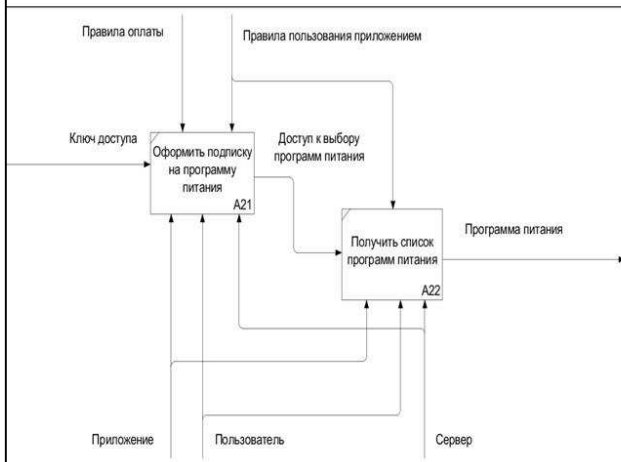 Правила оплаты
Правила пользования приложением
Ключ доступа
Оформить подписку
на программу
питания
A21
Доступ к выбору
программ питания
Получить список
программ питания
A22
Программа питания
Приложение
Пользователь
Сервер